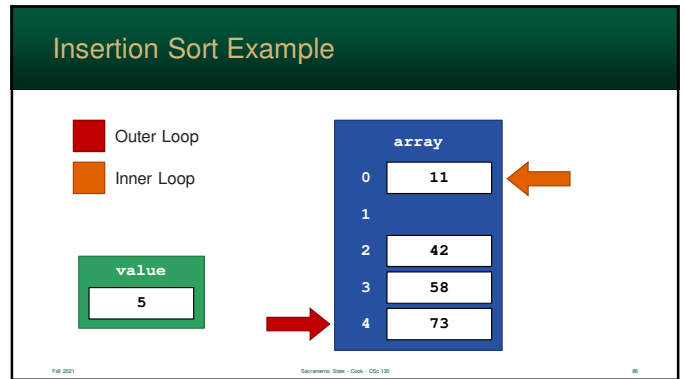 Insertion Sort Example
Outer Loop
Inner Loop
value
5
array
0 11
1
2 42
3 58
4 73
Fall 2021 Sacramento State - Cook - CSc 130 86